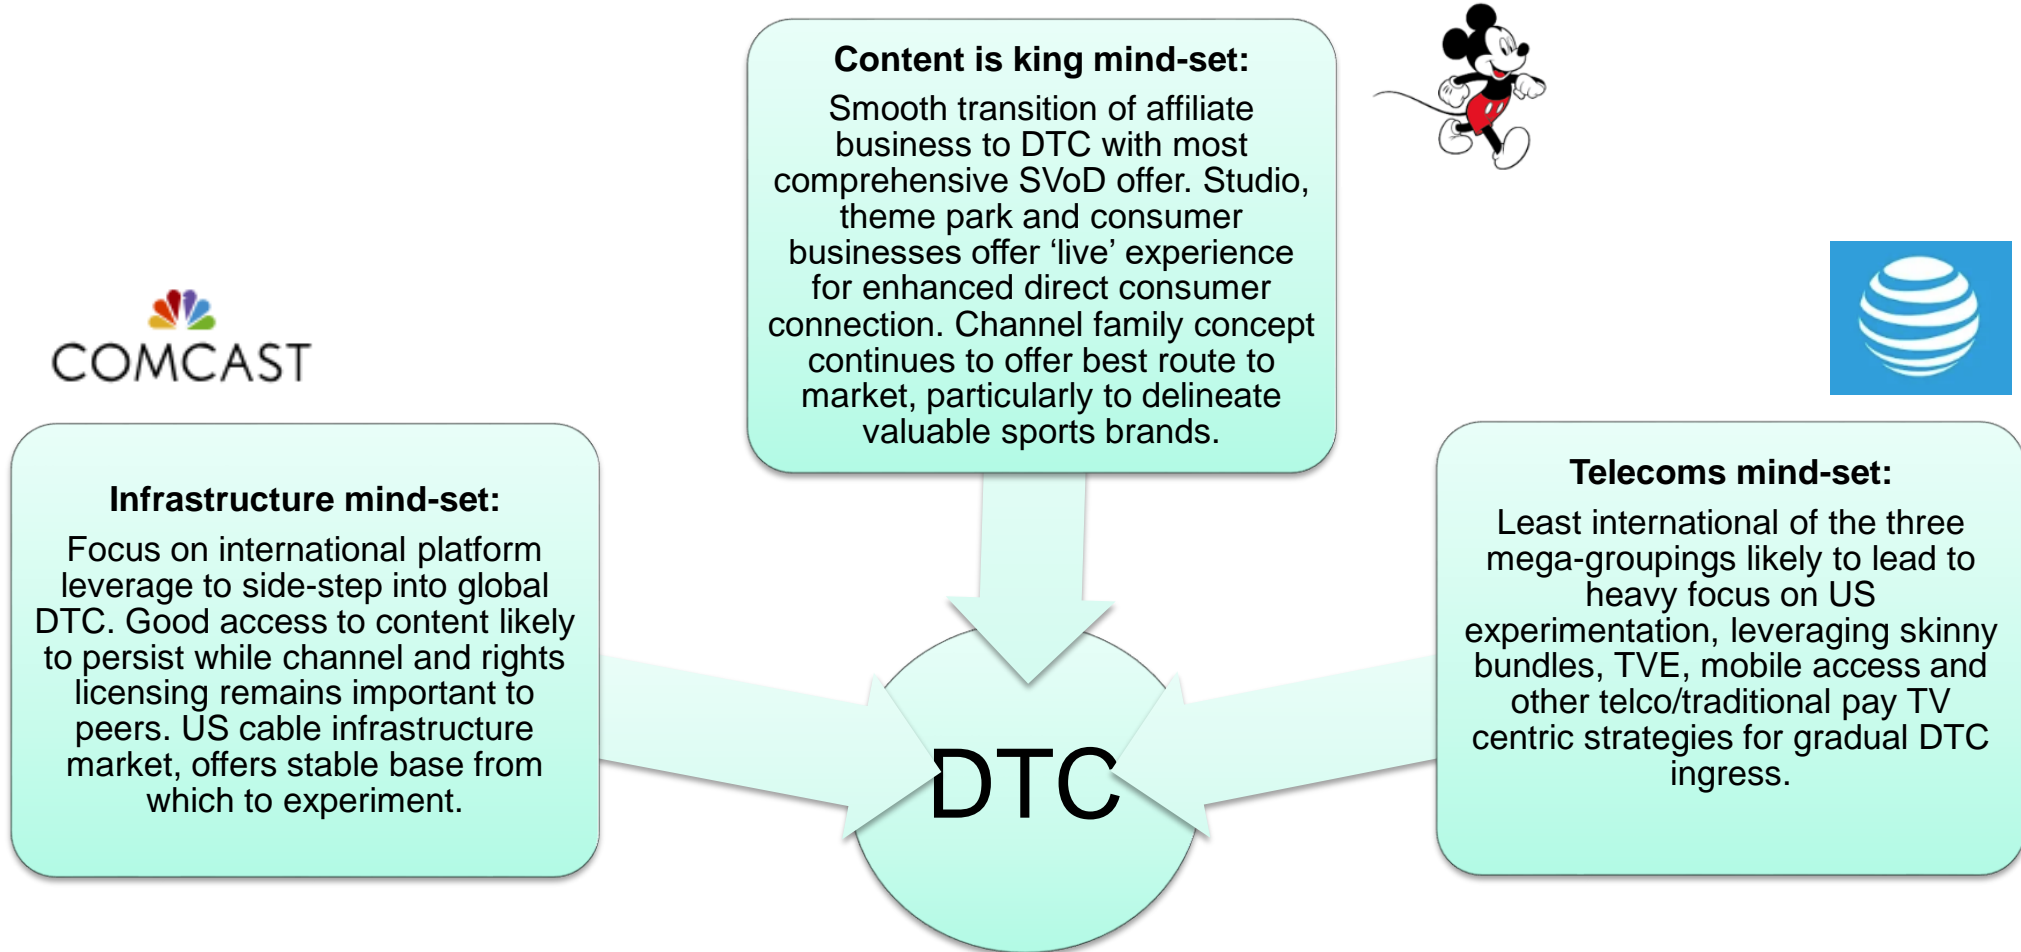 Content is king mind-set:
Smooth transition of affiliate
business to DTC with most
comprehensive SVoD offer. Studio,
theme park and consumer
businesses offer ‘live’ experience
for enhanced direct consumer
connection. Channel family concept
continues to offer best route to
market, particularly to delineate
valuable sports brands.
COMCAST
Infrastructure mind-set:
Focus on international platform
leverage to side-step into global
DTC. Good access to content likely
to persist while channel and rights
licensing remains important to
peers. US cable infrastructure
market, offers stable base from
which to experiment.
Telecoms mind-set:
Least international of the three
mega-groupings likely to lead to
heavy focus on US
experimentation, leveraging skinny
bundles, TVE, mobile access and
other telco/traditional pay TV
centric strategies for gradual DTC
ingress.
DTC